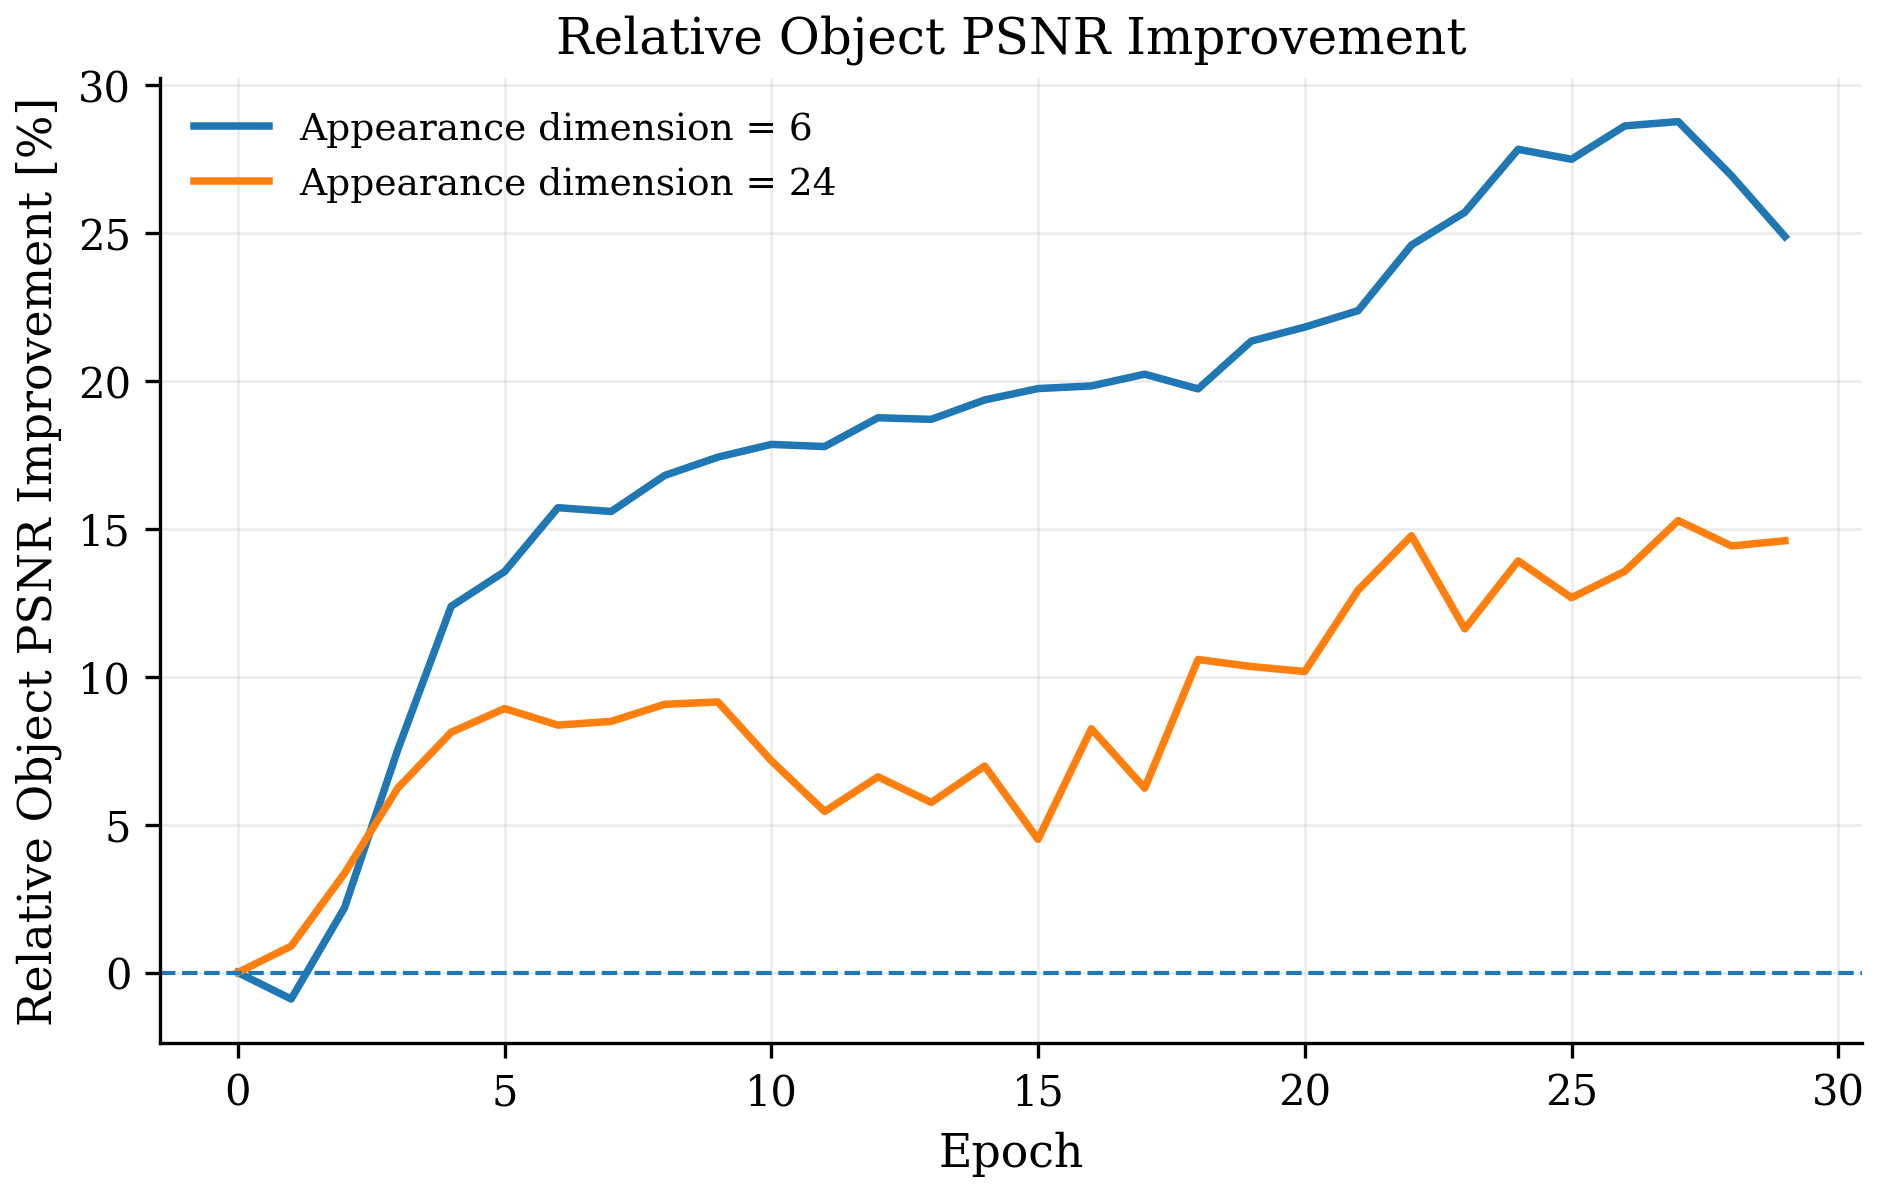 Relative Object PSNR Improvement
Relative Object PSNR Improvement [%]
30
25
20
15
10
5
0
Appearance dimension = 6
Appearance dimension = 24
0 5 10 15 20 25 30
Epoch